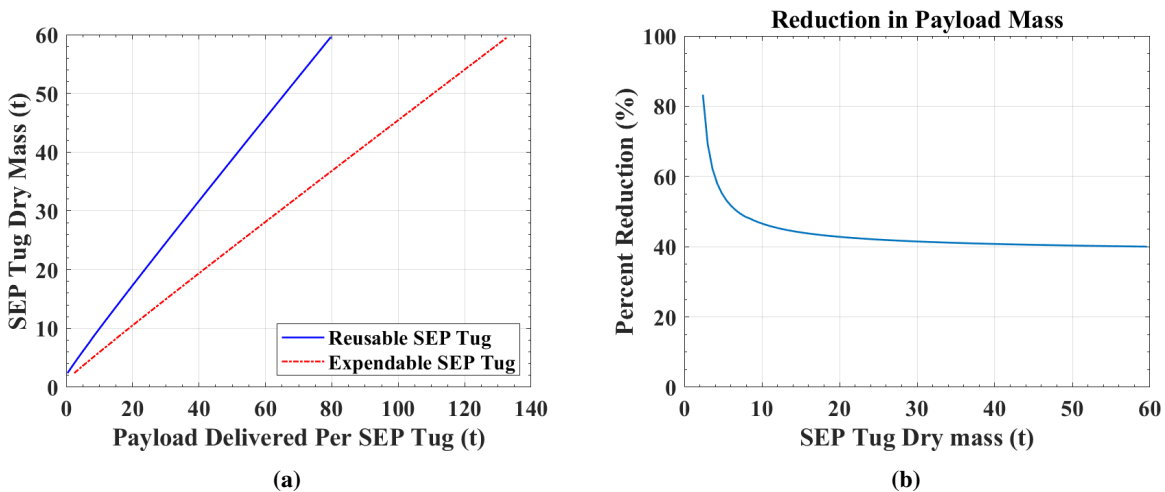 60
50
40
30
20
10
0
SEP Tug Dry Mass (t)
Reusable SEP Tug
Expendable SEP Tug
0 20 40 60 80 100 120 140
Payload Delivered Per SEP Tug (t)
(a)
Reduction in Payload Mass
100
80
60
40
20
0
Percent Reduction (%)
0 10 20 30 40 50 60
SEP Tug Dry mass (t)
(b)